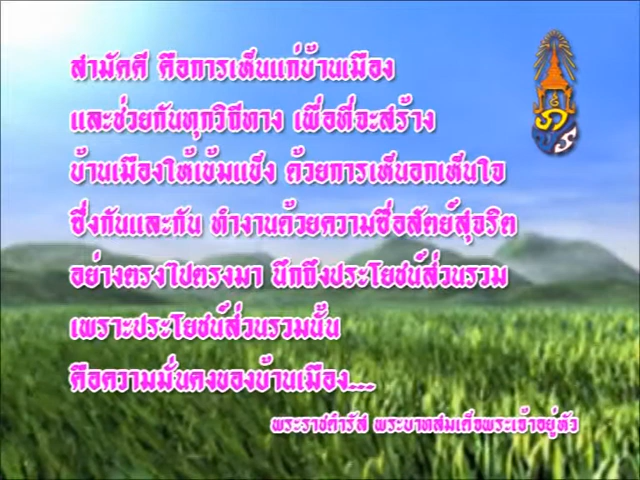 สามัคคี คือการเห็นแก่บ้านเมือง
และช่วยกันทุกวิถีทาง เพื่อที่จะสร้าง
บ้านเมืองให้เข้มแข็ง ด้วยการเห็นอกเห็นใจ
ซึ่งกันและกัน ทำงานด้วยความซื่อสัตย์สุจริต
อย่างตรงไปตรงมา นึกถึงประโยชน์ส่วนรวม
เพราะประโยชน์ส่วนรวมนั้น
คือความมั่นคงของบ้านเมือง...
พระราชดำรัส พระบาทสมเด็จพระเจ้าอยู่หัว